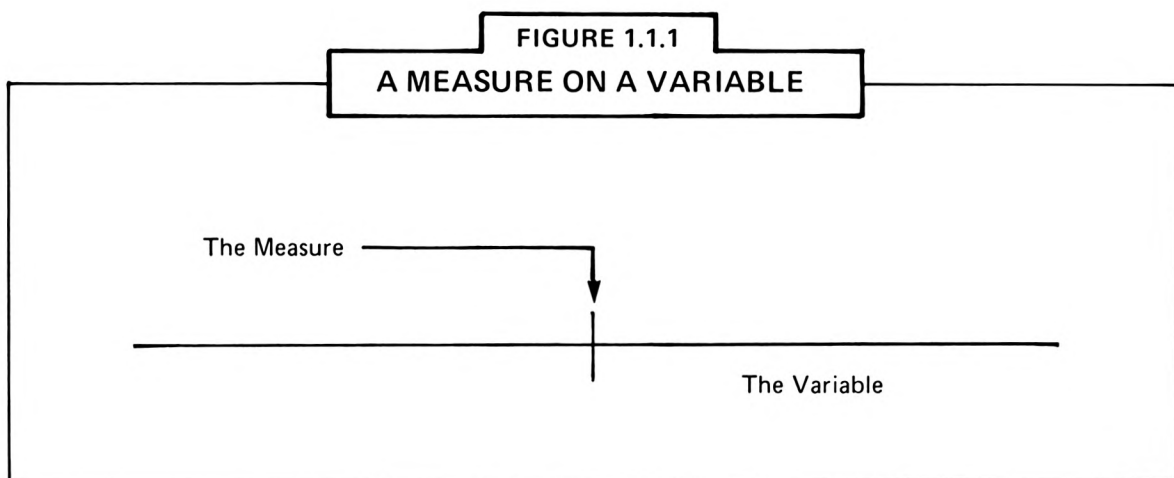 FIGURE 1.1.1
A MEASURE ON A VARIABLE
The Measure
The Variable